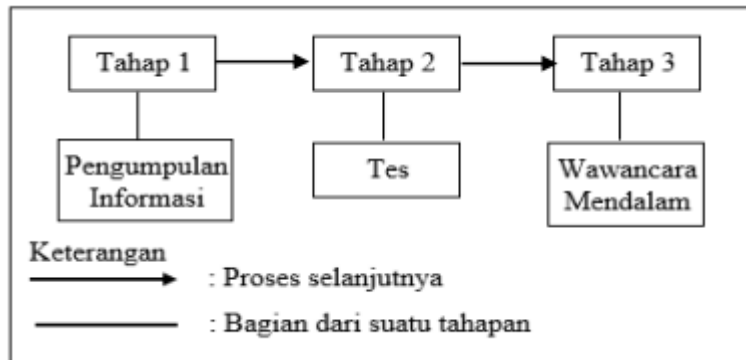 Tahap 1
Tahap 2
Tahap 3
Pengumpulan
Informasi
Tes
Wawancara
Mendalam
Keterangan
: Proses selanjutnya
: Bagian dari suatu tahapan